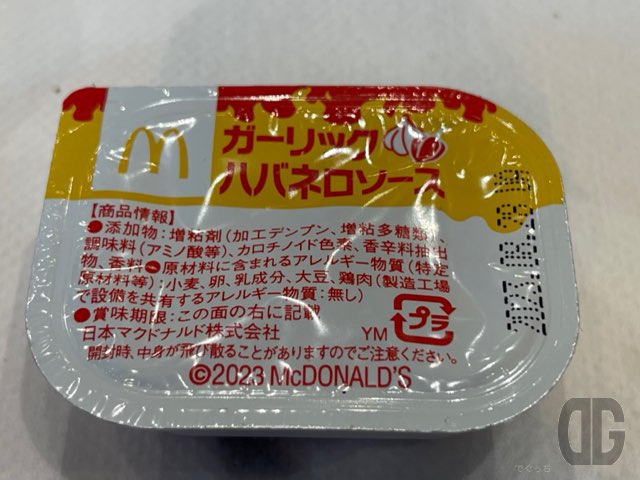 ガーリック
ハバネロソース
【商品情報】
●添加物:増粘剤(加工デンプン、増粘多糖類)、
調味料(アミノ酸等)、カロチノイド色素、香辛料抽出
物、香料●原材料に含まれるアレルギー物質(特定
原材料等):小麦、卵、乳成分、大豆、鶏肉(製造工場
で設備を共有するアレルギー物質:無し)
●賞味期限:この面の右に記載
日本マクドナルド株式会社 YM プラ
開封時、中身が飛び散ることがありますのでご注意ください。
©2023 McDONALD'S
DG
でぐっち